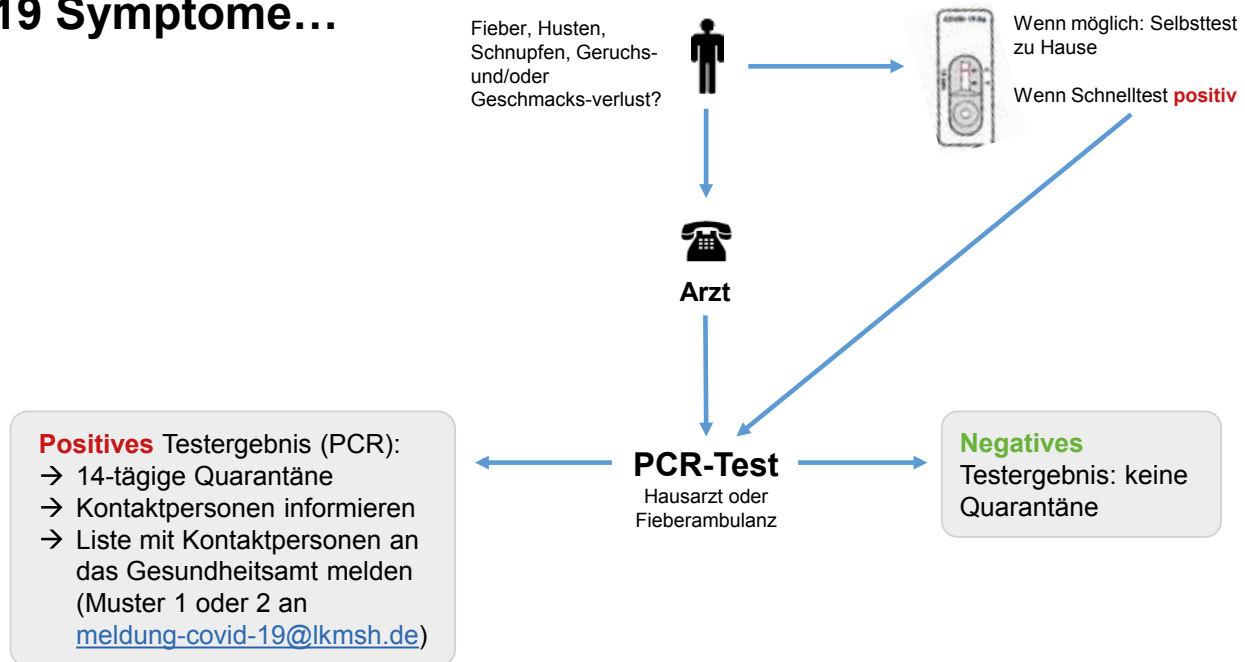 19 Symptome…
Fieber, Husten,
Schnupfen, Geruchs-
und/oder
Geschmacks-verlust?
Wenn möglich: Selbsttest
zu Hause
Wenn Schnelltest positiv
Arzt
PCR-Test
Hausarzt oder
Fieberambulanz
Positives Testergebnis (PCR):
→ 14-tägige Quarantäne
→ Kontaktpersonen informieren
→ Liste mit Kontaktpersonen an
das Gesundheitsamt melden
(Muster 1 oder 2 an
meldung-covid-19@lkmsh.de)
Negatives
Testergebnis: keine
Quarantäne